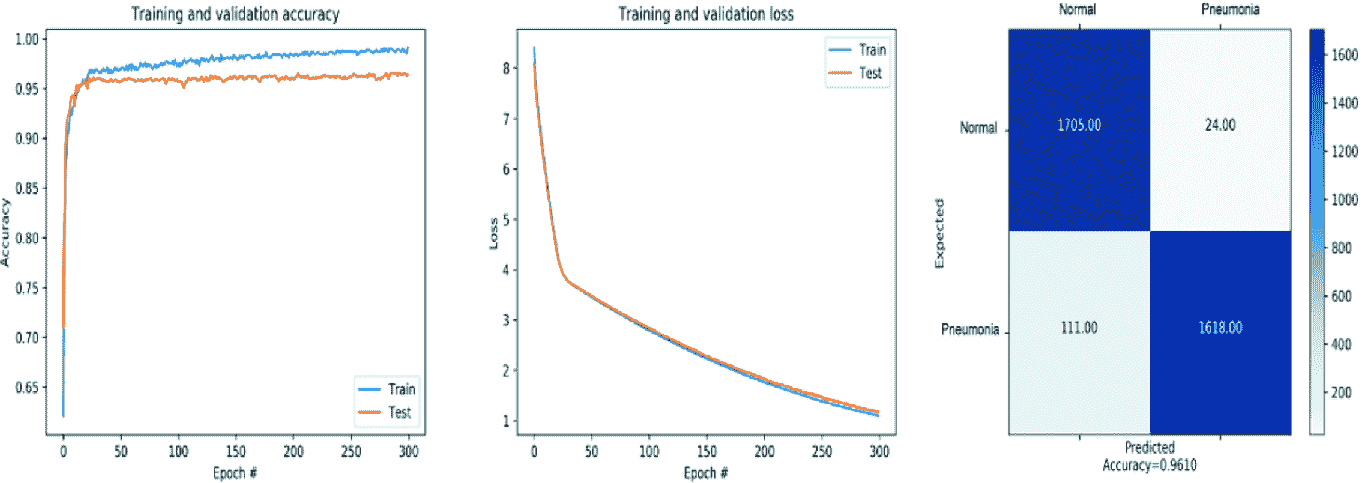 Training and validation accuracy
1.00
0.95
0.90
0.85
0.80
0.75
0.70
0.65
Accuracy
Train
Test
0 50 100 150 200 250 300
Epoch #
Training and validation loss
8
7
6
5
4
3
2
1
Loss
Train
Test
0 50 100 150 200 250 300
Epoch #
Normal Pneumonia
Normal 1705.00 24.00
Expected
Pneumonia 111.00 1618.00
Predicted
Accuracy=0.9610
1600
1400
1200
1000
800
600
400
200